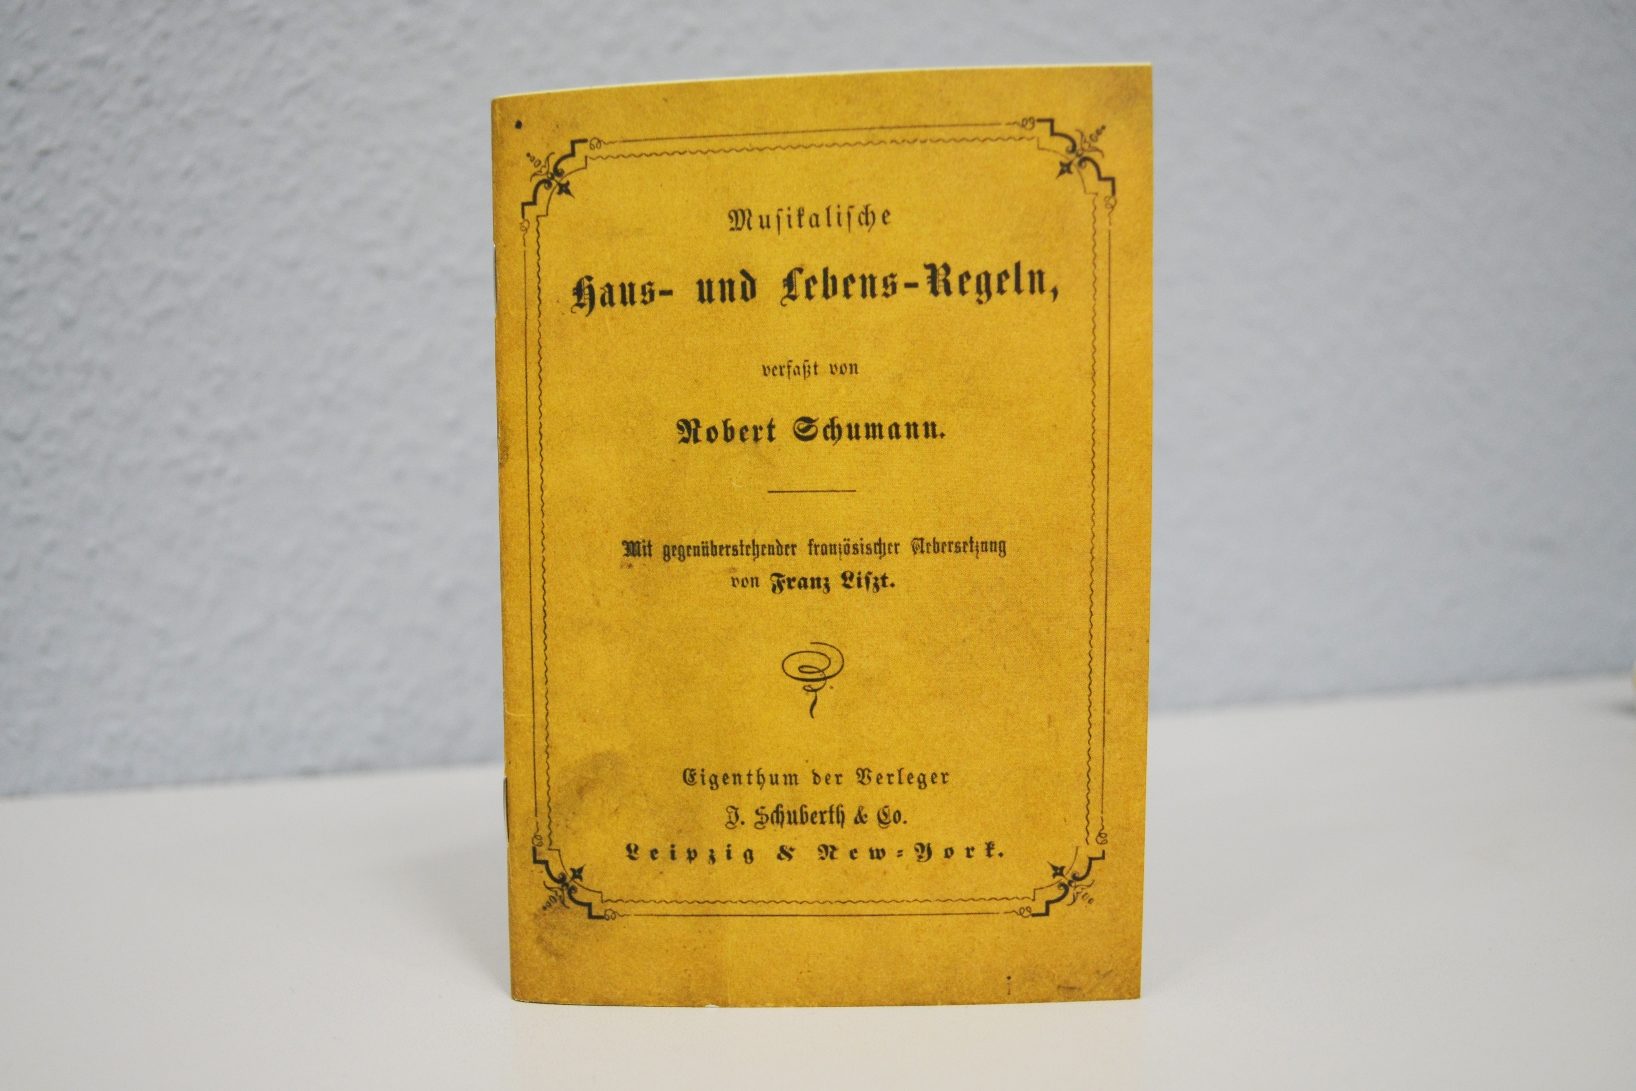 Muſikaliſche
Haus- und Lebens-Regeln,
verfaßt von
Robert Schumann.
Mit gegenüberstehender französischer Uebersetzung
von Franz Liſzt.
Eigenthum der Verleger
J. Schuberth & Co.
Leipzig & New-York.